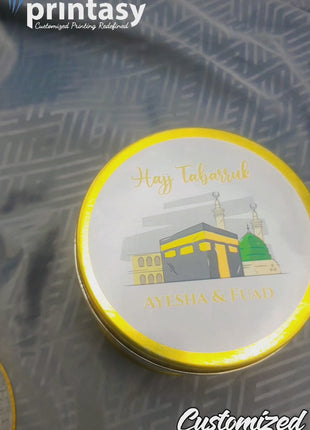 printasy
Customized Printing Redefined
Hajj Tabarruk
AYESHA & FUAD
Customized